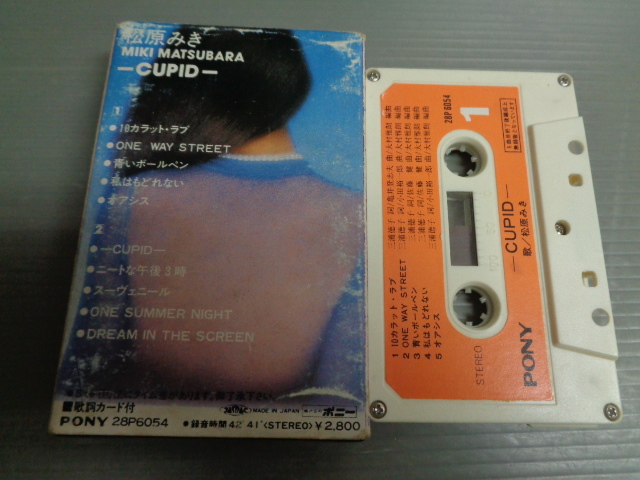 松原みき
MIKI MATSUBARA
—CUPID—
1
●10カラット・ラブ
●ONE WAY STREET
●青いボールペン
●私はもどれない
●オアシス
2
●—CUPID—
●ニートな午後3時
●スーヴェニール
●ONE SUMMER NIGHT
●DREAM IN THE SCREEN
■歌詞カード付
PONY 28P6054
MADE IN JAPAN
ポニー
●録音時間42′41″(STEREO)￥2,800
28P6054
1
—CUPID—
歌/松原みき
1 10カラット・ラブ
2 ONE WAY STREET
3 青いボールペン
4 私はもどれない
5 オアシス
STEREO
PONY